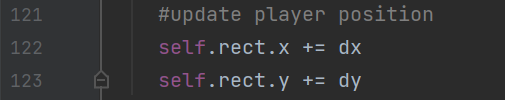 121 #update player position
122 self.rect.x += dx
123 self.rect.y += dy